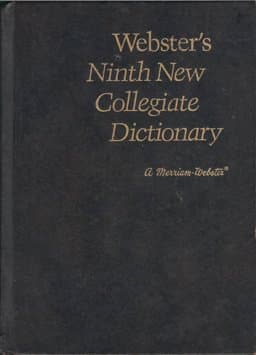 Webster's
Ninth New
Collegiate
Dictionary
A Merriam-Webster®